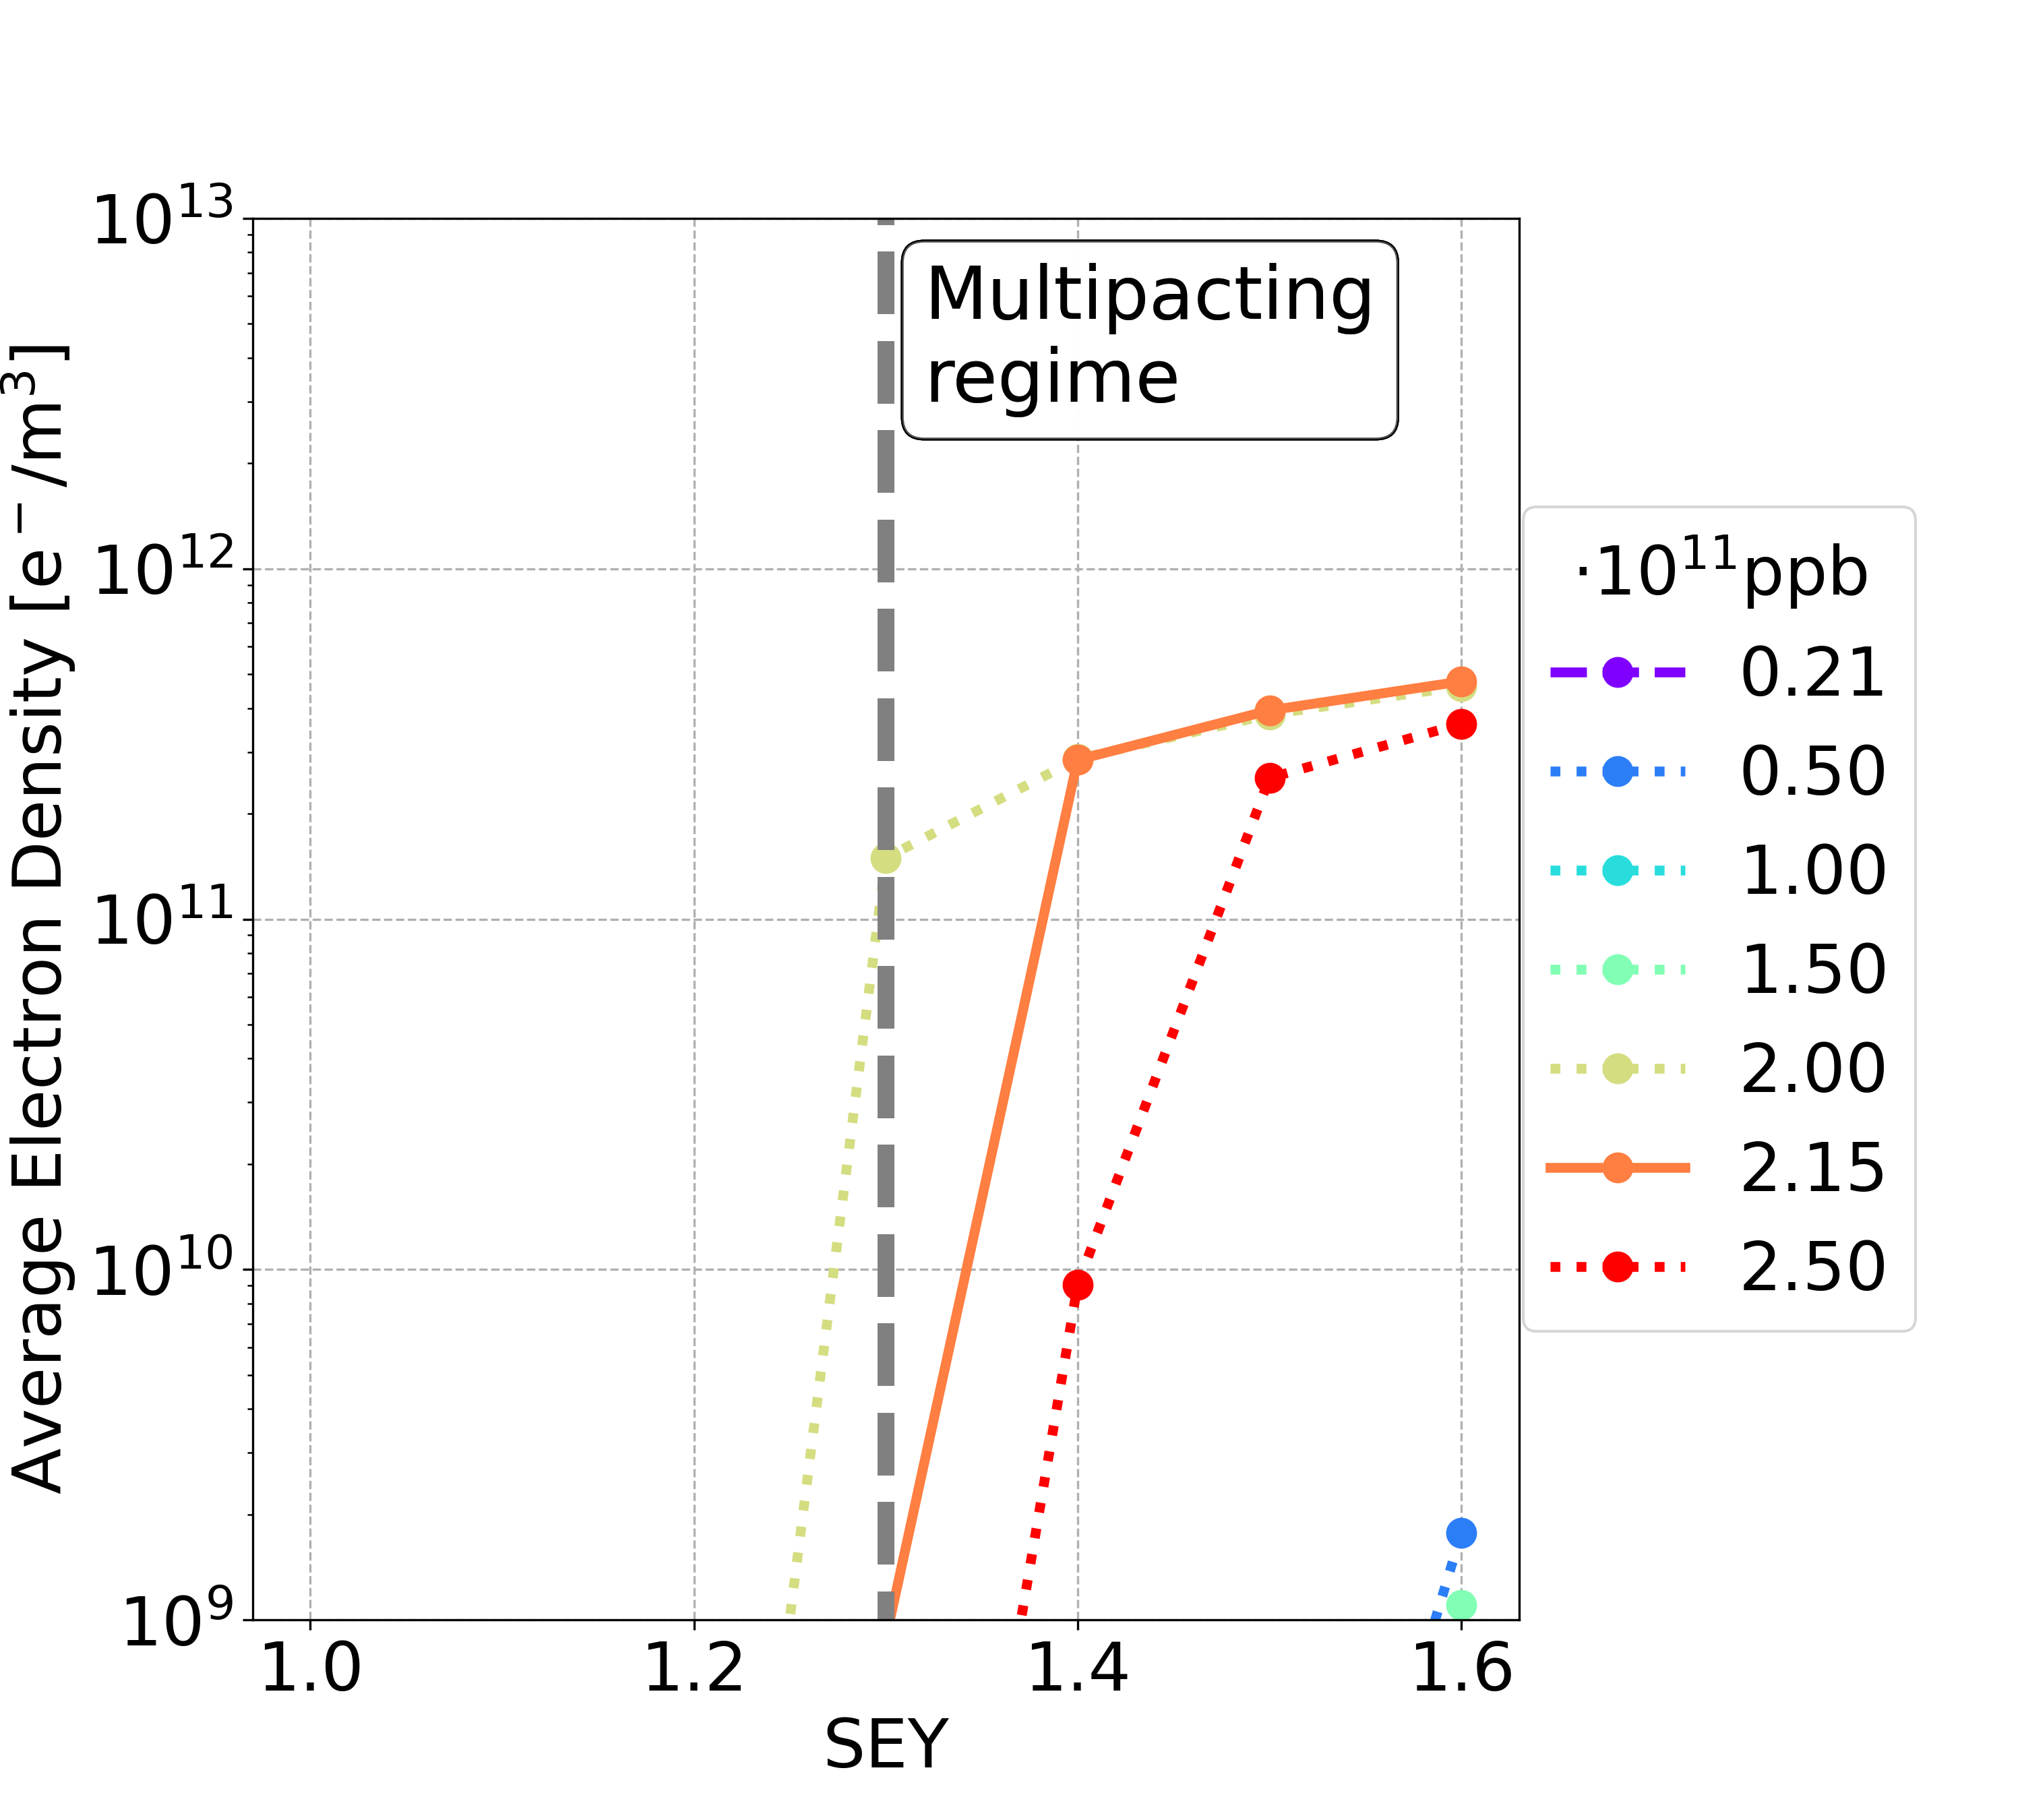 10¹³
10¹²
10¹¹
10¹⁰
10⁹
Average Electron Density [e⁻/m³]
Multipacting
regime
1.0 1.2 1.4 1.6
SEY
·10¹¹ppb
0.21
0.50
1.00
1.50
2.00
2.15
2.50